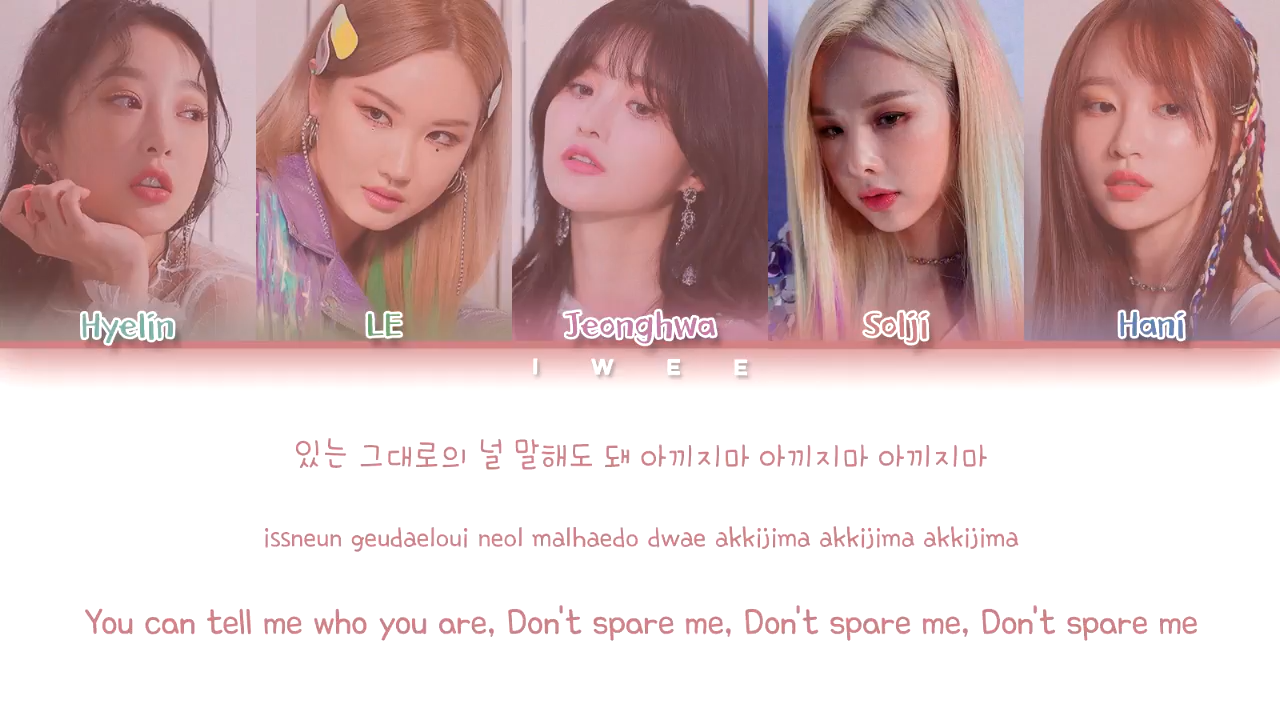 Hyelin LE Jeonghwa Solji Hani
I W E E
있는 그대로의 널 말해도 돼 아끼지마 아끼지마 아끼지마
issneun geudaeloui neol malhaedo dwae akkijima akkijima akkijima
You can tell me who you are, Don't spare me, Don't spare me, Don't spare me